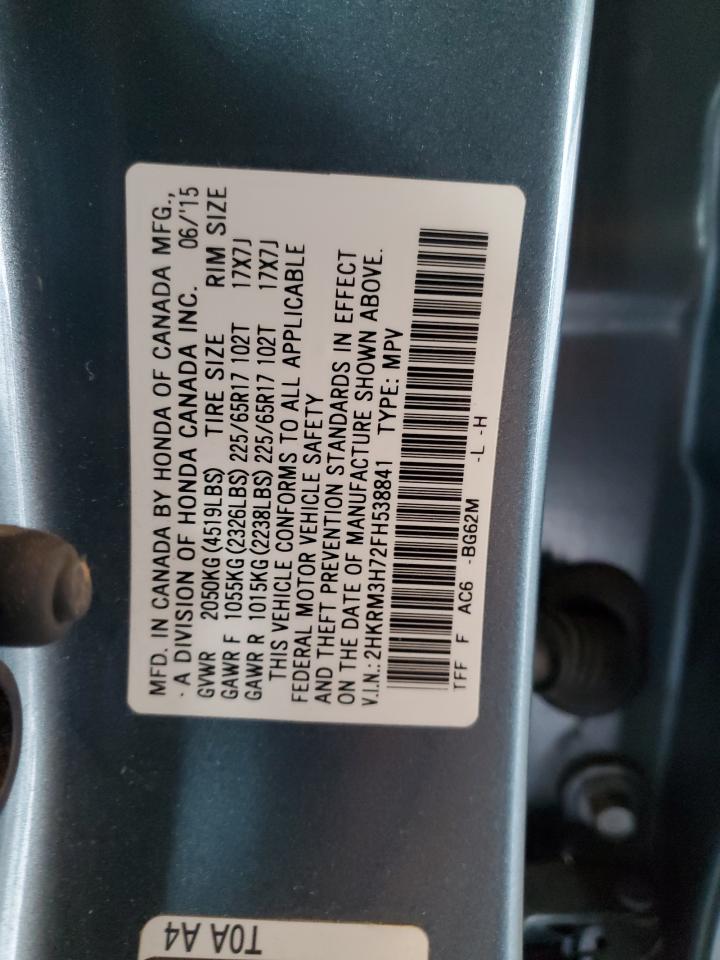 MFD. IN CANADA BY HONDA OF CANADA MFG.,
· A DIVISION OF HONDA CANADA INC. 06/'15
GVWR 2050KG(4519LBS) TIRE SIZE RIM SIZE
GAWR F 1055KG(2326LBS) 225/65R17 102T 17X7J
GAWR R 1015KG(2238LBS) 225/65R17 102T 17X7J
THIS VEHICLE CONFORMS TO ALL APPLICABLE
FEDERAL MOTOR VEHICLE SAFETY
AND THEFT PREVENTION STANDARDS IN EFFECT
ON THE DATE OF MANUFACTURE SHOWN ABOVE.
V.I.N.: 2HKRM3H72FH538841 TYPE: MPV
TFF F AC6 -BG62M -L -H
T0A A4